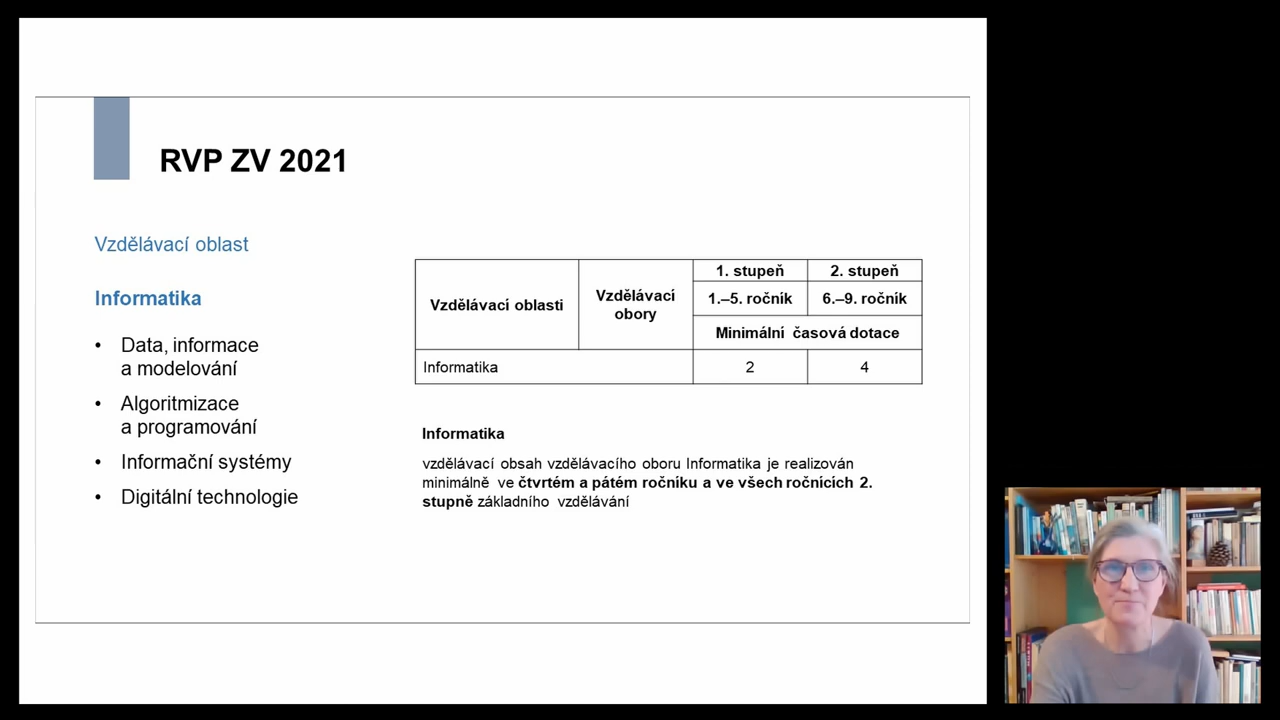 RVP ZV 2021
Vzdělávací oblast
Informatika
• Data, informace
a modelování
• Algoritmizace
a programování
• Informační systémy
• Digitální technologie
Vzdělávací oblasti
Vzdělávací
obory
1. stupeň
2. stupeň
1.–5. ročník
6.–9. ročník
Minimální časová dotace
Informatika
2
4
Informatika
vzdělávací obsah vzdělávacího oboru Informatika je realizován
minimálně ve čtvrtém a pátém ročníku a ve všech ročnících 2.
stupně základního vzdělávání